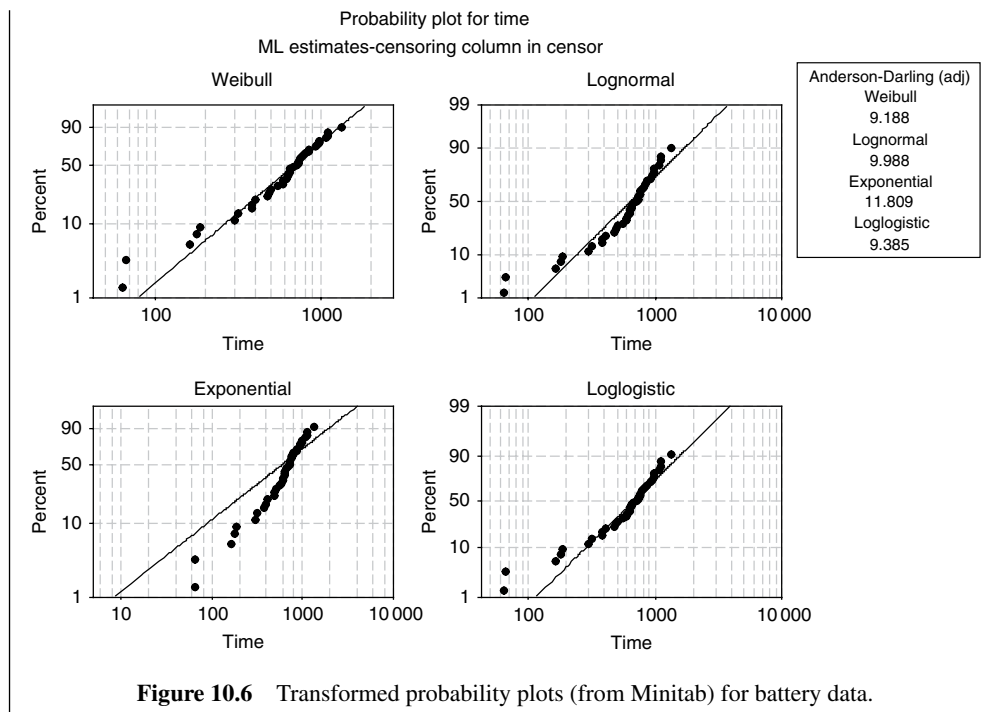 Probability plot for time
ML estimates-censoring column in censor
Weibull
90
50
10
1
Percent
100
1000
Time
Lognormal
99
90
50
10
1
Percent
100
1000
10 000
Time
Anderson-Darling (adj)
Weibull
9.188
Lognormal
9.988
Exponential
11.809
Loglogistic
9.385
Exponential
90
50
10
1
Percent
10
100
1000
10 000
Time
Loglogistic
99
90
50
10
1
Percent
100
1000
10 000
Time
Figure 10.6 Transformed probability plots (from Minitab) for battery data.